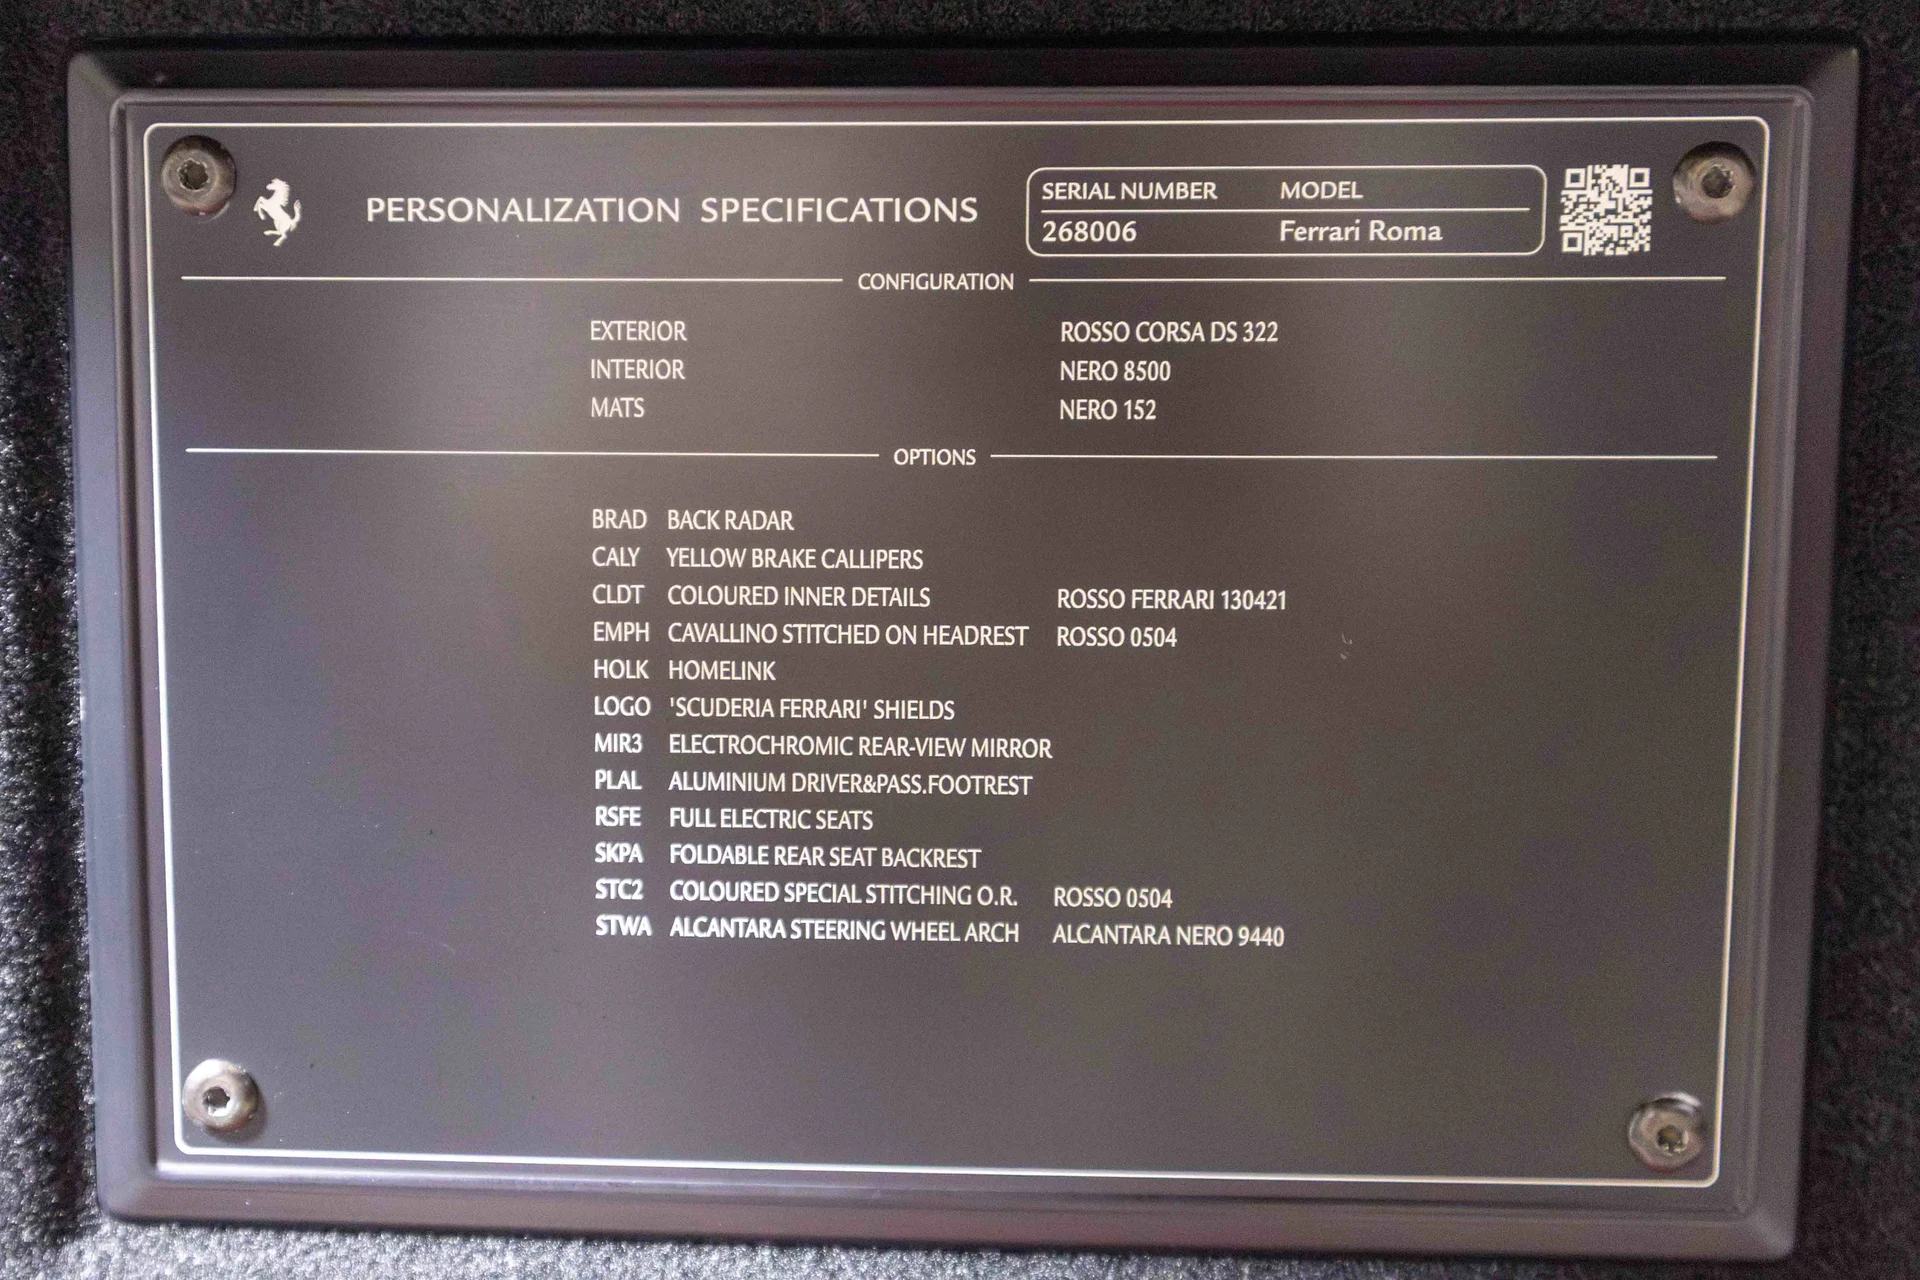 PERSONALIZATION SPECIFICATIONS
SERIAL NUMBER MODEL
268006 Ferrari Roma
CONFIGURATION
EXTERIOR ROSSO CORSA DS 322
INTERIOR NERO 8500
MATS NERO 152
OPTIONS
BRAD BACK RADAR
CALY YELLOW BRAKE CALLIPERS
CLDT COLOURED INNER DETAILS ROSSO FERRARI 130421
EMPH CAVALLINO STITCHED ON HEADREST ROSSO 0504
HOLK HOMELINK
LOGO 'SCUDERIA FERRARI' SHIELDS
MIR3 ELECTROCHROMIC REAR-VIEW MIRROR
PLAL ALUMINIUM DRIVER&PASS.FOOTREST
RSFE FULL ELECTRIC SEATS
SKPA FOLDABLE REAR SEAT BACKREST
STC2 COLOURED SPECIAL STITCHING O.R. ROSSO 0504
STWA ALCANTARA STEERING WHEEL ARCH ALCANTARA NERO 9440